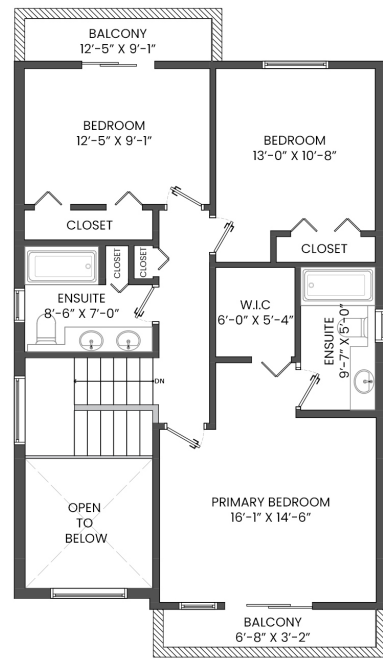 BALCONY
12'-5" X 9'-1"
BEDROOM
12'-5" X 9'-1"
BEDROOM
13'-0" X 10'-8"
CLOSET
CLOSET
CLOSET
CLOSET
ENSUITE
8'-6" X 7'-0"
W.I.C
6'-0" X 5'-4"
ENSUITE
9'-7" X 5'-0"
DN
OPEN
TO
BELOW
PRIMARY BEDROOM
16'-1" X 14'-6"
BALCONY
6'-8" X 3'-2"